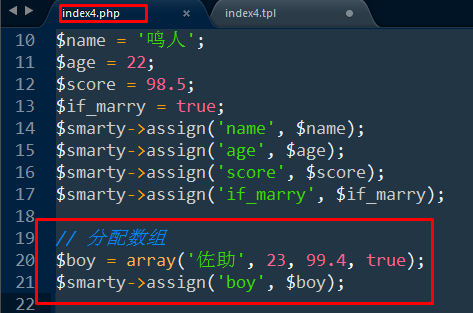 index4.php × index4.tpl
10 $name = '鸣人';
11 $age = 22;
12 $score = 98.5;
13 $if_marry = true;
14 $smarty->assign('name', $name);
15 $smarty->assign('age', $age);
16 $smarty->assign('score', $score);
17 $smarty->assign('if_marry', $if_marry);
18
19 // 分配数组
20 $boy = array('佐助', 23, 99.4, true);
21 $smarty->assign('boy', $boy);
22